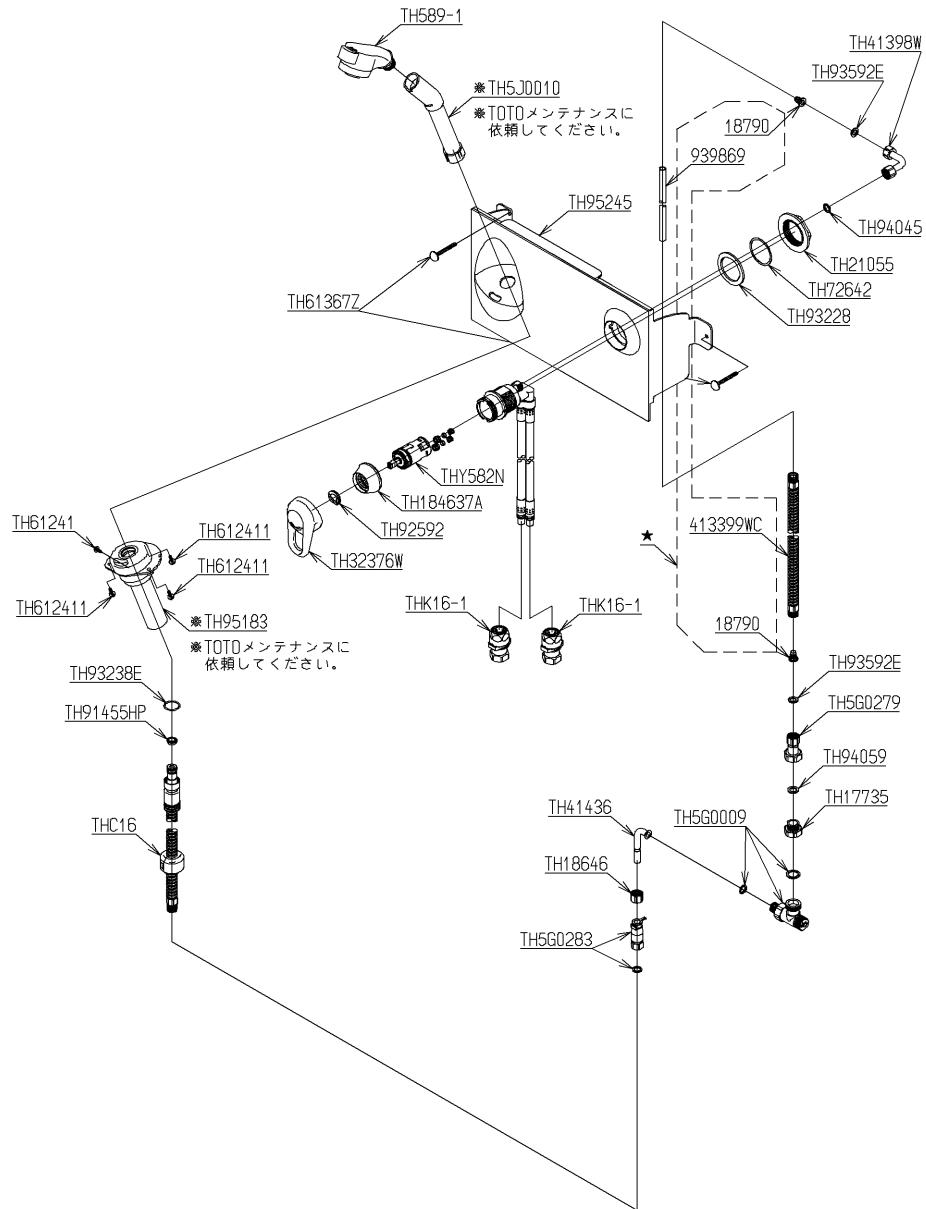 TH589-1
TH41398W
TH93592E
※TH5J0010
※TOTOメンテナンスに
依頼してください。
18790
939869
TH95245
TH94045
TH21055
TH72642
TH93228
TH61367Z
THY582N
TH184637A
TH92592
TH32376W
TH61241
TH612411
TH612411
TH612411
★
413399WC
THK16-1
THK16-1
※TH95183
※TOTOメンテナンスに
依頼してください。
18790
TH93592E
TH93238E
TH5G0279
TH91455HP
TH94059
TH41436
TH5G0009
TH17735
THC16
TH18646
TH5G0283